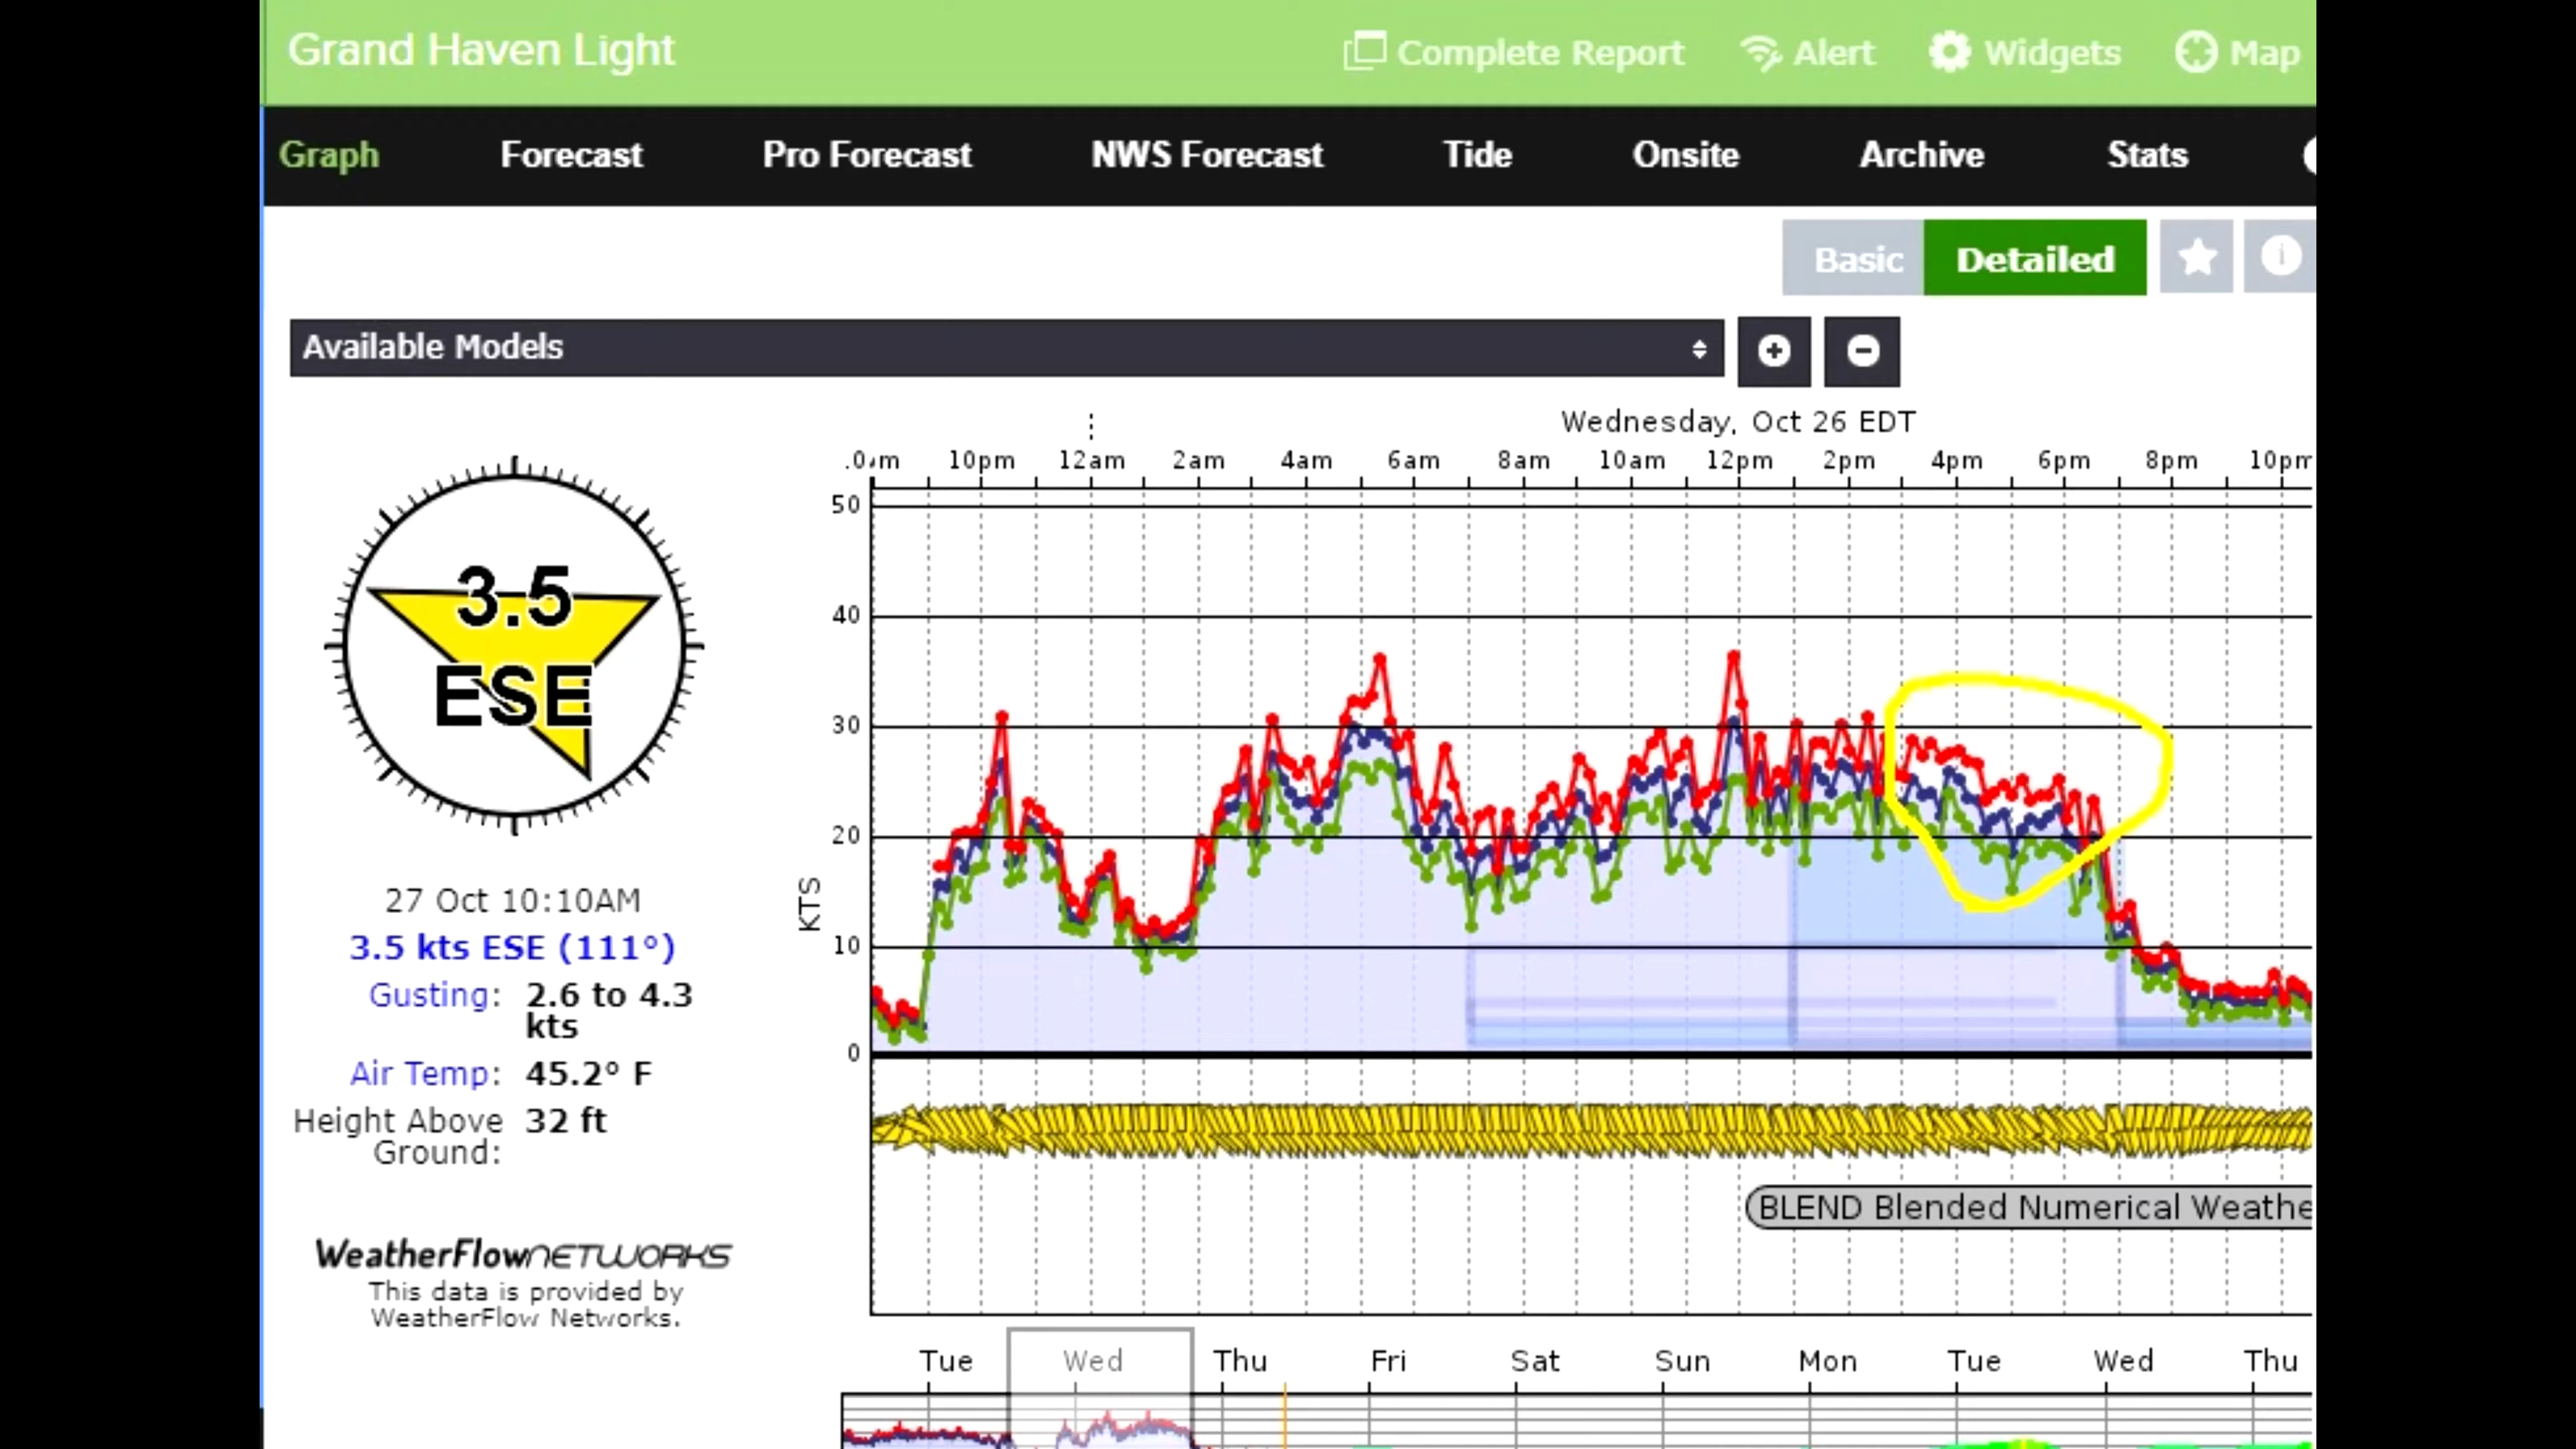 Grand Haven Light
Complete Report Alert Widgets Map
Graph Forecast Pro Forecast NWS Forecast Tide Onsite Archive Stats
Basic Detailed
Available Models
Wednesday, Oct 26 EDT
10pm 12am 2am 4am 6am 8am 10am 12pm 2pm 4pm 6pm 8pm
50
40
30
20
10
0
KTS
3.5
ESE
27 Oct 10:10AM
3.5 kts ESE (111°)
Gusting: 2.6 to 4.3
kts
Air Temp: 45.2° F
Height Above 32 ft
Ground:
BLEND Blended Numerical Weathe
WeatherFlow NETWORKS
This data is provided by
WeatherFlow Networks.
Tue Wed Thu Fri Sat Sun Mon Tue Wed Thu